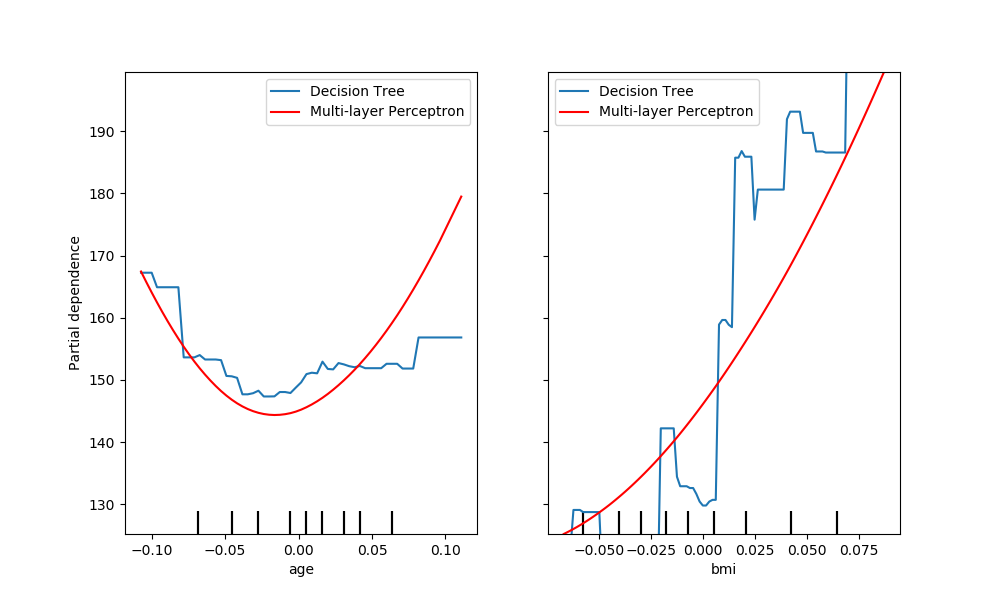 Decision Tree
Multi-layer Perceptron
Decision Tree
Multi-layer Perceptron
190
180
170
160
150
140
130
Partial dependence
−0.10 −0.05 0.00 0.05 0.10
age
−0.050 −0.025 0.000 0.025 0.050 0.075
bmi